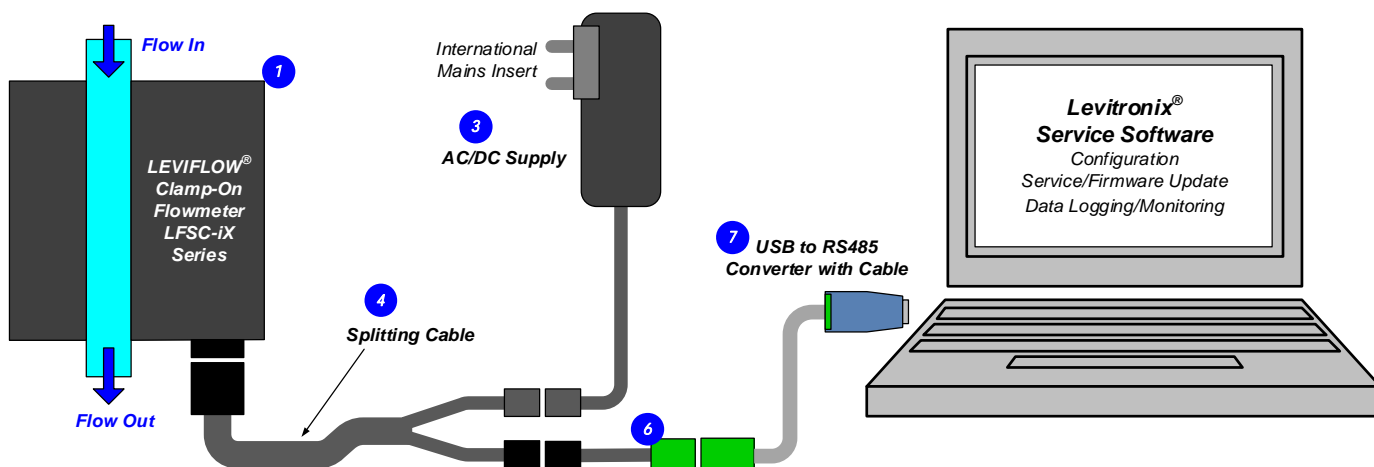 Flow In
1
LEVIFLOW®
Clamp-On
Flowmeter
LFSC-iX
Series
Flow Out
International
Mains Insert
3
AC/DC Supply
4
Splitting Cable
6
7
USB to RS485
Converter with Cable
Levitronix®
Service Software
Configuration
Service/Firmware Update
Data Logging/Monitoring